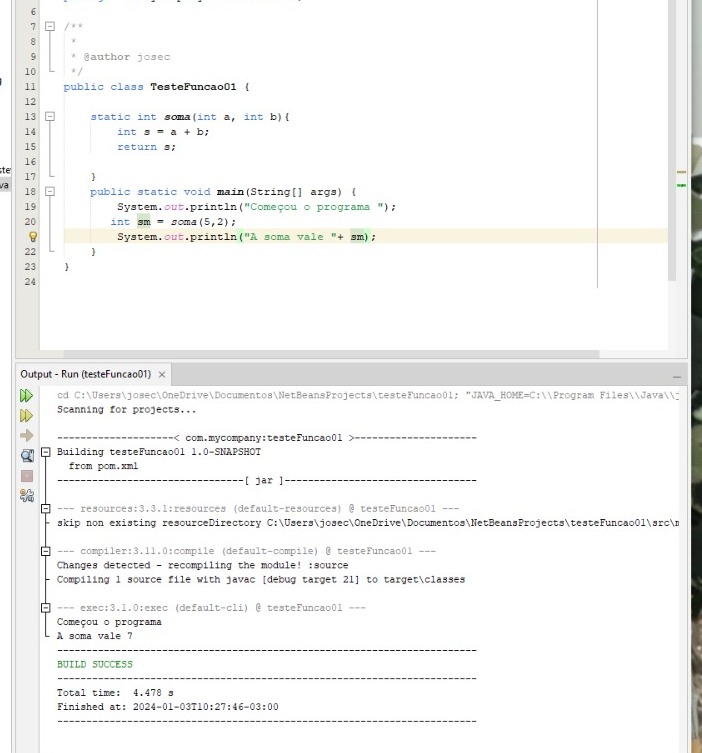 6
7 /**
8 *
9 * @author josec
10 */
11 public class TesteFuncao01 {
12
13 static int soma(int a, int b){
14 int s = a + b;
15 return s;
16
17 }
18 public static void main(String[] args) {
19 System.out.println("Começou o programa ");
20 int sm = soma(5,2);
System.out.println("A soma vale "+ sm);
22 }
23 }
24
Output - Run (testeFuncao01) ×
cd C:\Users\josec\OneDrive\Documentos\NetBeansProjects\testeFuncao01; "JAVA_HOME=C:\\Program Files\\Java\\j
Scanning for projects...
-------------------< com.mycompany:testeFuncao01 >--------------------
Building testeFuncao01 1.0-SNAPSHOT
from pom.xml
--------------------------------[ jar ]---------------------------------
--- resources:3.3.1:resources (default-resources) @ testeFuncao01 ---
skip non existing resourceDirectory C:\Users\josec\OneDrive\Documentos\NetBeansProjects\testeFuncao01\src\m
--- compiler:3.11.0:compile (default-compile) @ testeFuncao01 ---
Changes detected - recompiling the module! :source
Compiling 1 source file with javac [debug target 21] to target\classes
--- exec:3.1.0:exec (default-cli) @ testeFuncao01 ---
Começou o programa
A soma vale 7
------------------------------------------------------------------------
BUILD SUCCESS
------------------------------------------------------------------------
Total time: 4.478 s
Finished at: 2024-01-03T10:27:46-03:00
------------------------------------------------------------------------